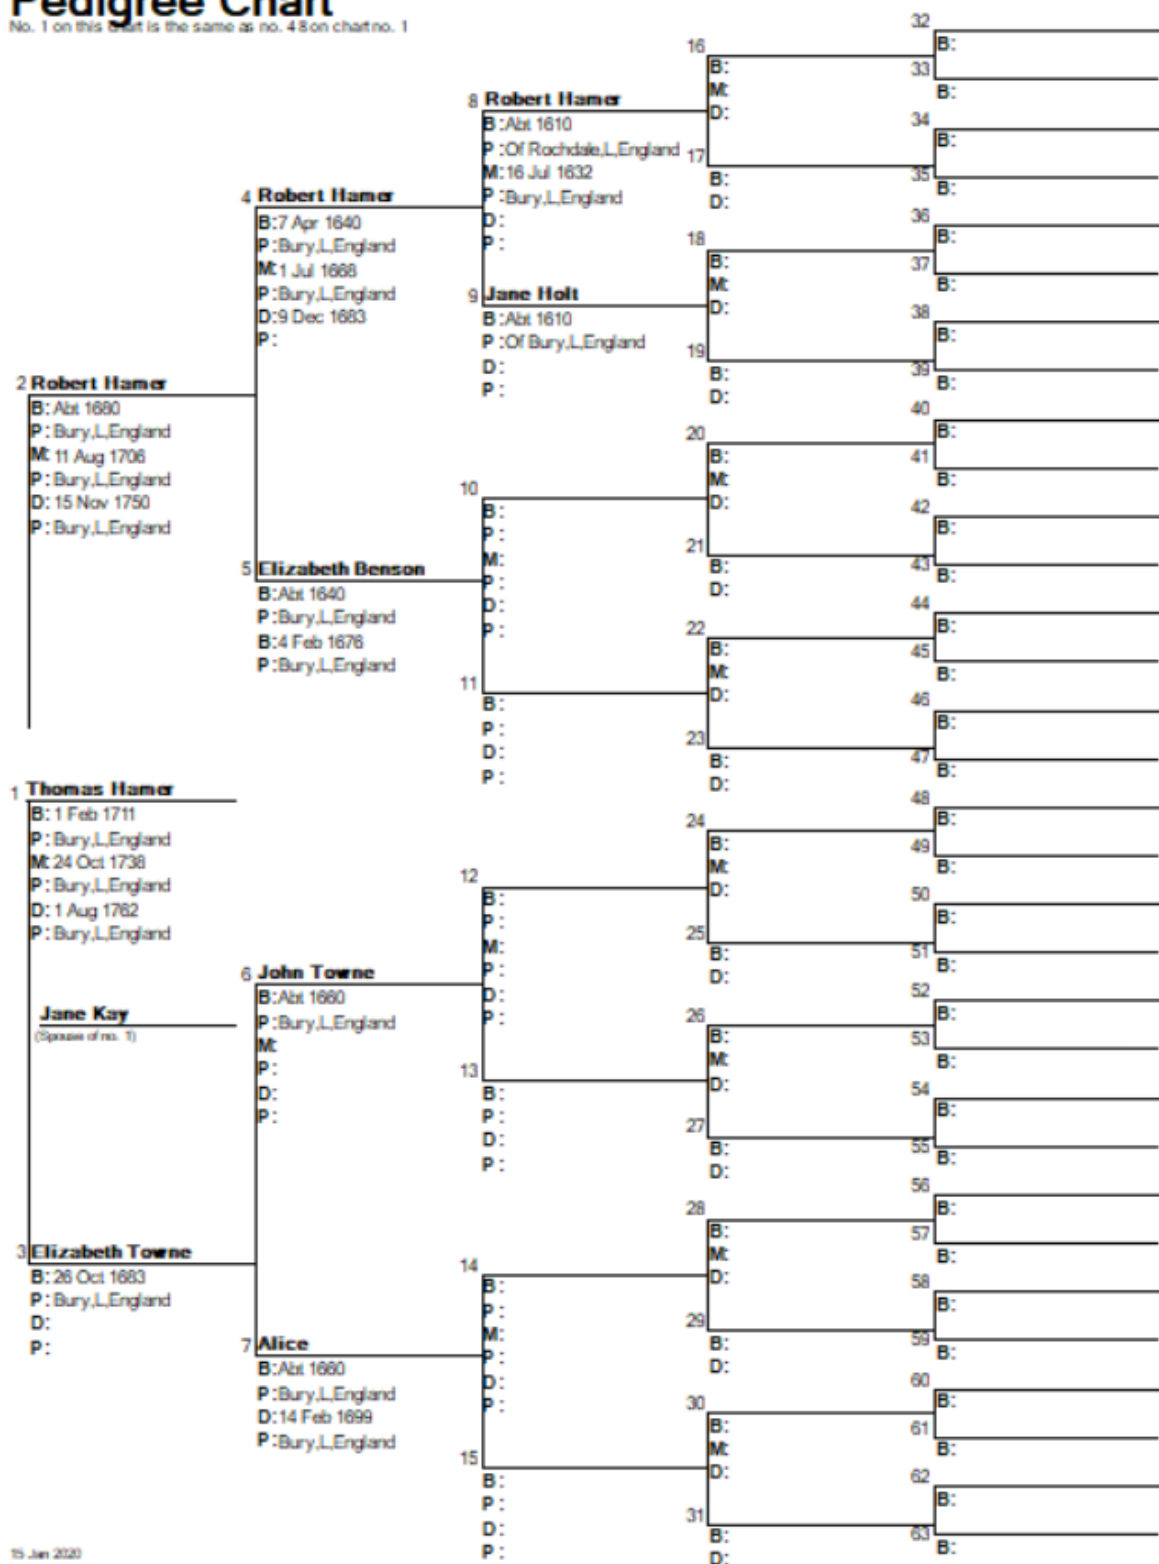 Pedigree Chart
No. 1 on this chart is the same as no. 48 on chart no. 1
2 Robert Hamer
B: Abt 1680
P: Bury,L,England
M: 11 Aug 1706
P: Bury,L,England
D: 15 Nov 1750
P: Bury,L,England
1 Thomas Hamer
B: 1 Feb 1711
P: Bury,L,England
M: 24 Oct 1738
P: Bury,L,England
D: 1 Aug 1762
P: Bury,L,England
Jane Kay
(Spouse of no. 1)
3 Elizabeth Towne
B: 26 Oct 1683
P: Bury,L,England
D:
P:
15 Jan 2020
4 Robert Hamer
B: 7 Apr 1640
P: Bury,L,England
M: 1 Jul 1668
P: Bury,L,England
D: 9 Dec 1683
P:
5 Elizabeth Benson
B: Abt 1640
P: Bury,L,England
B: 4 Feb 1676
P: Bury,L,England
6 John Towne
B: Abt 1660
P: Bury,L,England
M:
P:
D:
P:
7 Alice
B: Abt 1660
P: Bury,L,England
D: 14 Feb 1699
P: Bury,L,England
8 Robert Hamer
B: Abt 1610
P: Of Rochdale,L,England
M: 16 Jul 1632
P: Bury,L,England
D:
P:
9 Jane Holt
B: Abt 1610
P: Of Bury,L,England
D:
P:
10
B:
P:
M:
P:
D:
P:
11
B:
P:
D:
P:
12
B:
P:
M:
P:
D:
P:
13
B:
P:
D:
P:
14
B:
P:
M:
P:
D:
P:
15
B:
P:
D:
P:
16
B:
M:
D:
17
B:
D:
18
B:
M:
D:
19
B:
D:
20
B:
M:
D:
21
B:
D:
22
B:
M:
D:
23
B:
D:
24
B:
M:
D:
25
B:
D:
26
B:
M:
D:
27
B:
D:
28
B:
M:
D:
29
B:
D:
30
B:
M:
D:
31
B:
D:
32
B:
33
B:
34
B:
35
B:
36
B:
37
B:
38
B:
39
B:
40
B:
41
B:
42
B:
43
B:
44
B:
45
B:
46
B:
47
B:
48
B:
49
B:
50
B:
51
B:
52
B:
53
B:
54
B:
55
B:
56
B:
57
B:
58
B:
59
B:
60
B:
61
B:
62
B:
63
B: